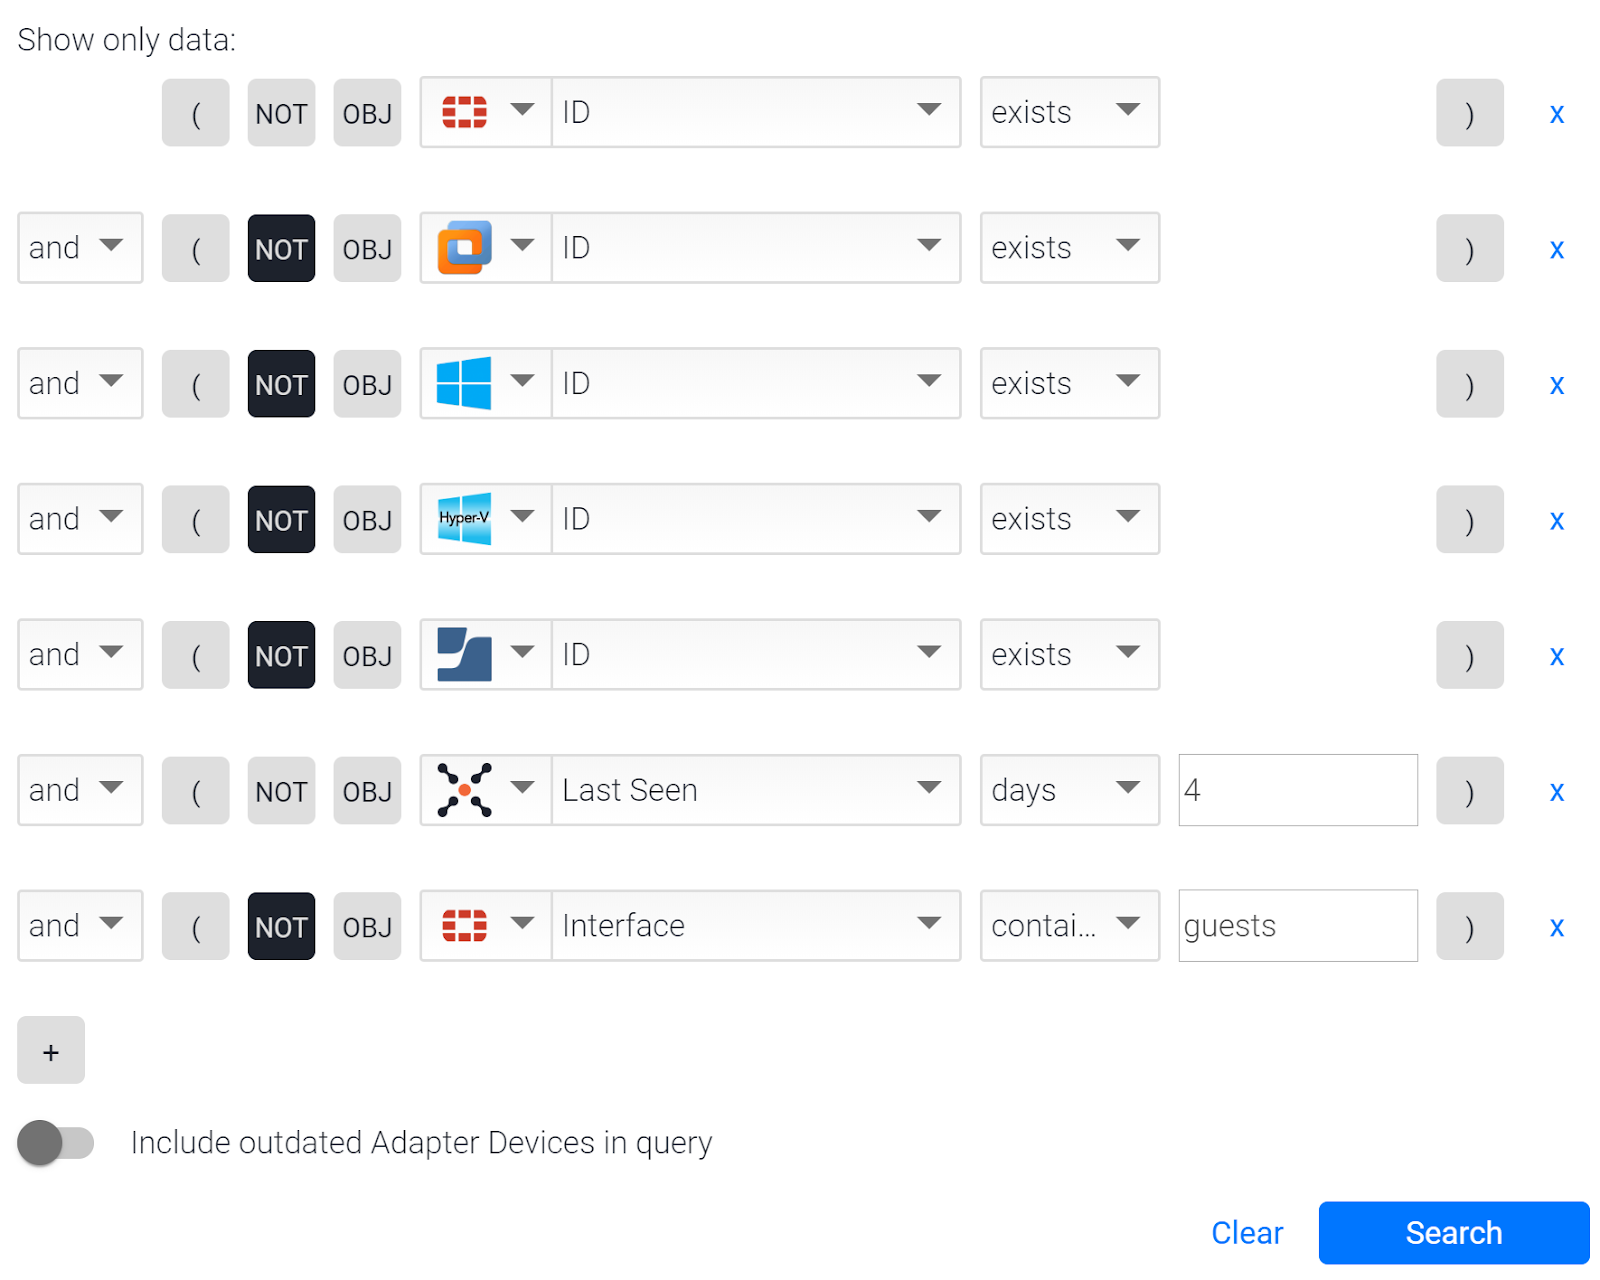 Show only data:
( NOT OBJ ID exists ) x
and ( NOT OBJ ID exists ) x
and ( NOT OBJ ID exists ) x
and ( NOT OBJ Hyper-V ID exists ) x
and ( NOT OBJ ID exists ) x
and ( NOT OBJ Last Seen days 4 ) x
and ( NOT OBJ Interface contai... guests ) x
+
Include outdated Adapter Devices in query
Clear Search